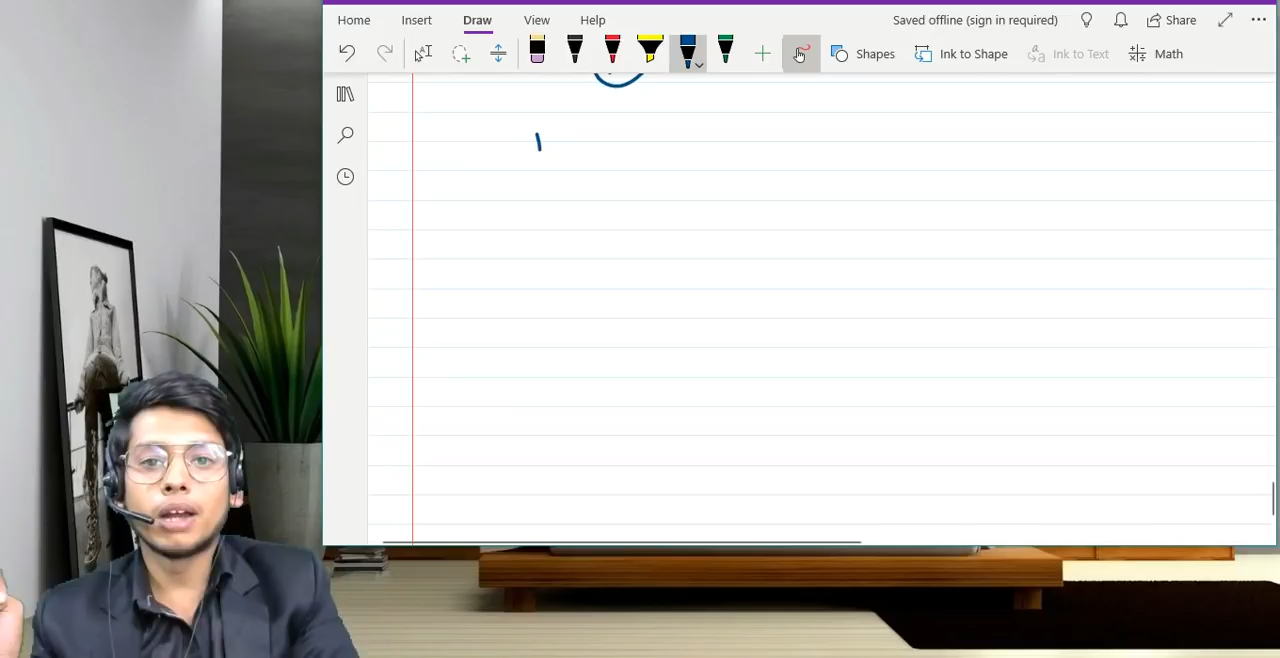 Home Insert Draw View Help Saved offline (sign in required) Share
Shapes Ink to Shape Ink to Text Math